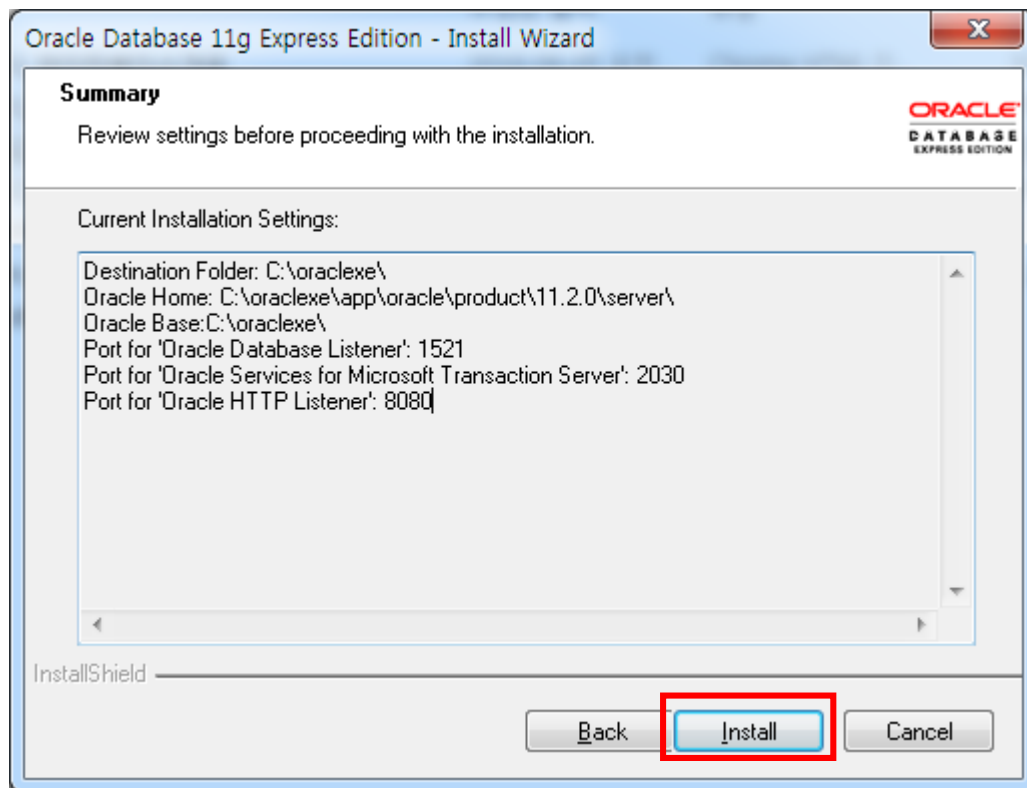 Oracle Database 11g Express Edition - Install Wizard
Summary
Review settings before proceeding with the installation.
ORACLE
DATABASE
EXPRESS EDITION
Current Installation Settings:
Destination Folder: C:\oraclexe\
Oracle Home: C:\oraclexe\app\oracle\product\11.2.0\server\
Oracle Base:C:\oraclexe\
Port for 'Oracle Database Listener': 1521
Port for 'Oracle Services for Microsoft Transaction Server': 2030
Port for 'Oracle HTTP Listener': 8080
InstallShield
Back Install Cancel